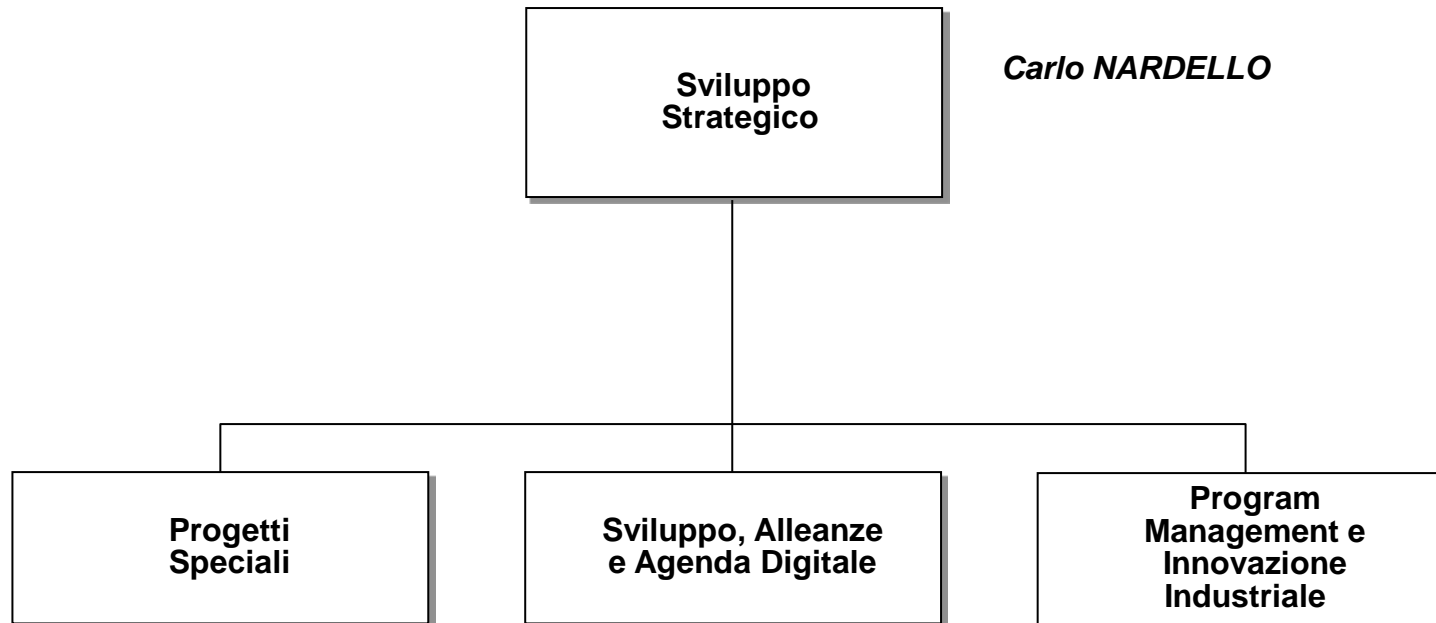 Sviluppo
Strategico
Carlo NARDELLO
Progetti
Speciali
Sviluppo, Alleanze
e Agenda Digitale
Program
Management e
Innovazione
Industriale